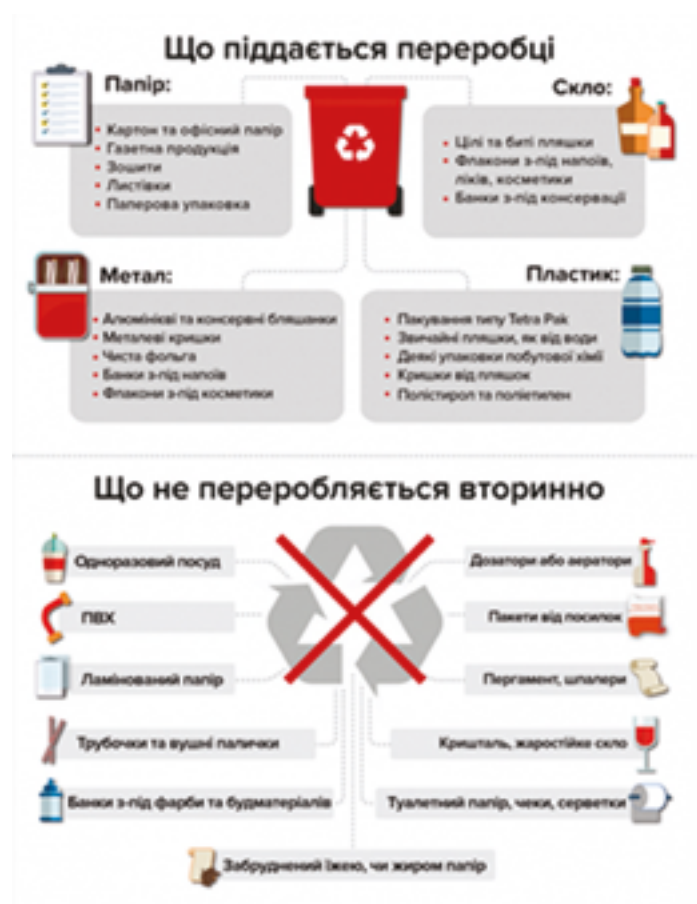 Що піддається переробці
Папір:
Картон та офісний папір
Газетна продукція
Зошити
Листівки
Паперова упаковка
Скло:
Цілі та биті пляшки
Флакони з-під напоїв,
ліків, косметики
Банки з-під консервації
Метал:
Алюмінієві та консервні бляшанки
Металеві кришки
Чиста фольга
Банки з-під напоїв
Флакони з-під косметики
Пластик:
Пакування типу Tetra Pak
Звичайні пляшки, як від води
Деякі упаковки побутової хімії
Кришки від пляшок
Полістирол та поліетилен
Що не переробляється вторинно
Одноразовий посуд
ПВХ
Ламінований папір
Трубочки та вушні палички
Банки з-під фарби та будматеріалів
Дозатори або аератори
Пакети від посилок
Пергамент, шпалери
Кришталь, жаростійке скло
Туалетний папір, чеки, серветки
Забруднений їжею, чи жиром папір